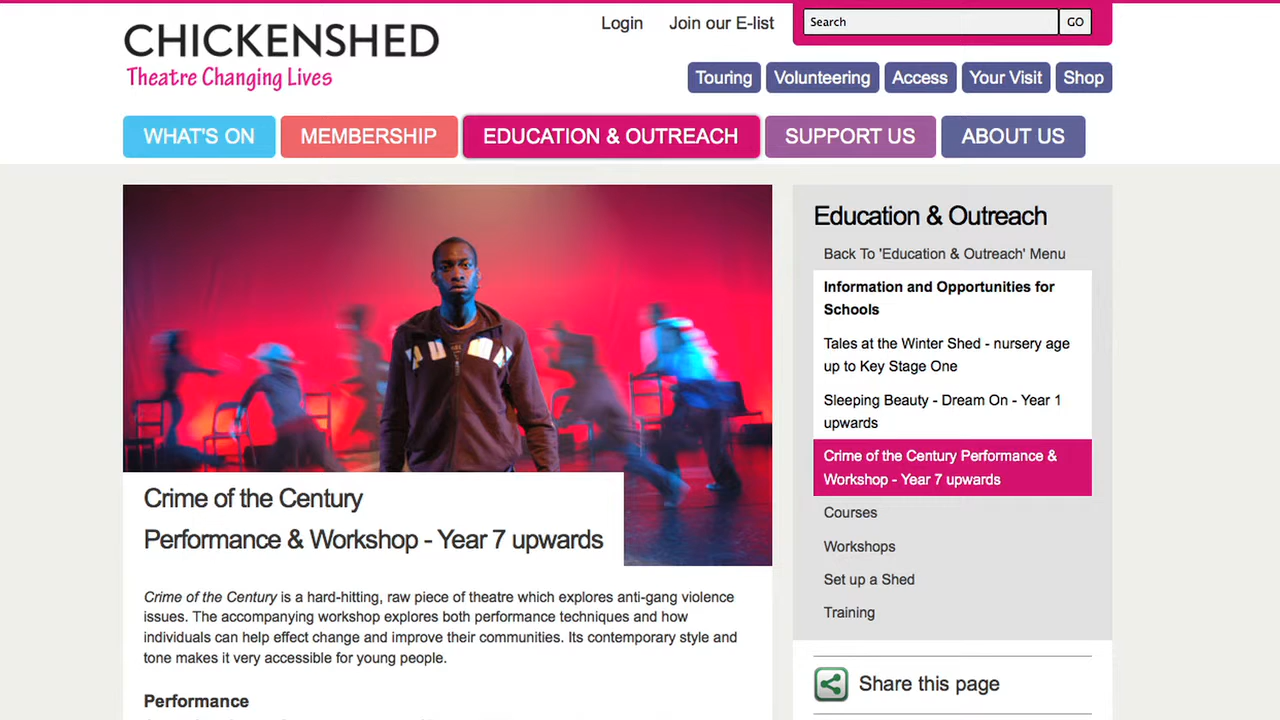 Login Join our E-list Search GO
CHICKENSHED
Theatre Changing Lives
Touring Volunteering Access Your Visit Shop
WHAT'S ON MEMBERSHIP EDUCATION & OUTREACH SUPPORT US ABOUT US
Crime of the Century
Performance & Workshop - Year 7 upwards
Crime of the Century is a hard-hitting, raw piece of theatre which explores anti-gang violence
issues. The accompanying workshop explores both performance techniques and how
individuals can help effect change and improve their communities. Its contemporary style and
tone makes it very accessible for young people.
Performance
Education & Outreach
Back To 'Education & Outreach' Menu
Information and Opportunities for
Schools
Tales at the Winter Shed - nursery age
up to Key Stage One
Sleeping Beauty - Dream On - Year 1
upwards
Crime of the Century Performance &
Workshop - Year 7 upwards
Courses
Workshops
Set up a Shed
Training
Share this page